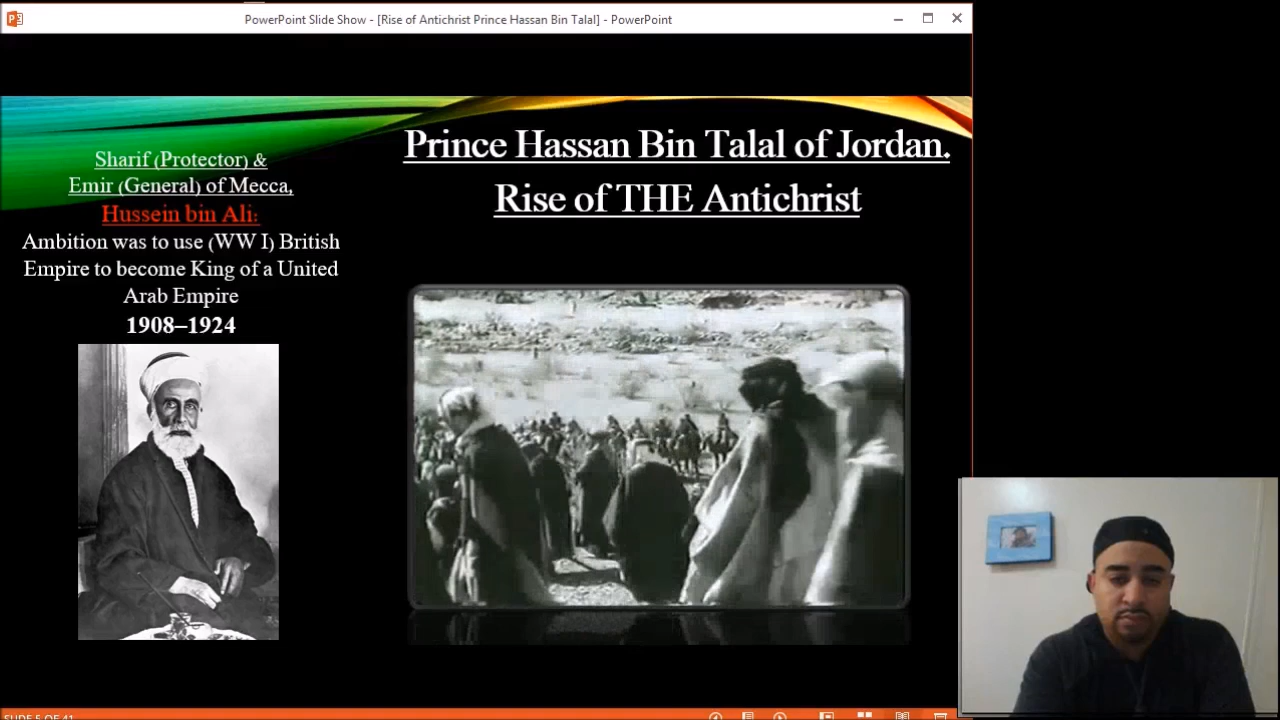 PowerPoint Slide Show - [Rise of Antichrist Prince Hassan Bin Talal] - PowerPoint
Sharif (Protector) &
Emir (General) of Mecca,
Hussein bin Ali:
Ambition was to use (WW I) British
Empire to become King of a United
Arab Empire
1908–1924
Prince Hassan Bin Talal of Jordan.
Rise of THE Antichrist
SLIDE 5 OF 41